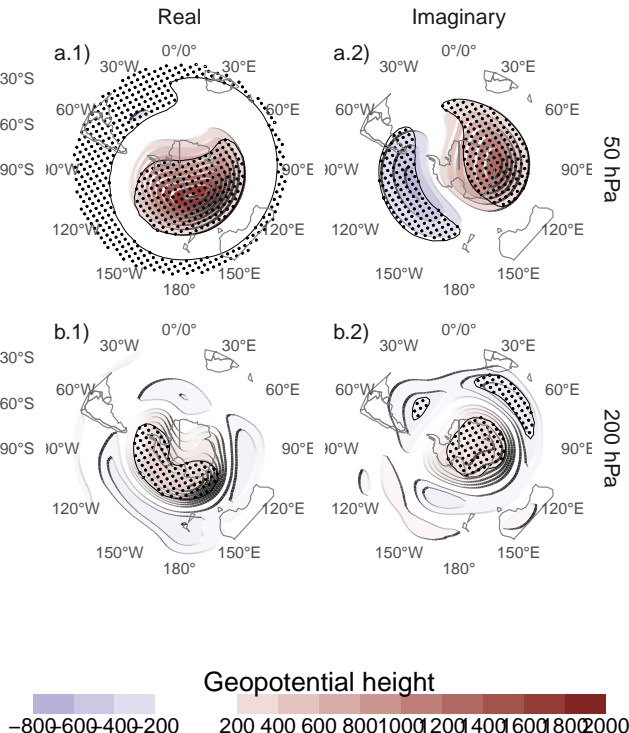 Real Imaginary
a.1) 0°/0° a.2) 0°/0°
30°W 30°E 30°W 30°E
30°S
60°W 60°E 60°W 60°E
60°S
90°S 90°W 90°E 90°W 90°E
50 hPa
120°W 120°E 120°W 120°E
150°W 150°E 150°W 150°E
180° 180°
b.1) 0°/0° b.2) 0°/0°
30°W 30°E 30°W 30°E
30°S
60°W 60°E 60°W 60°E
60°S
90°S 90°W 90°E 90°W 90°E
200 hPa
120°W 120°E 120°W 120°E
150°W 150°E 150°W 150°E
180° 180°
Geopotential height
−800 −600 −400 −200 200 400 600 800 1000 1200 1400 1600 1800 2000